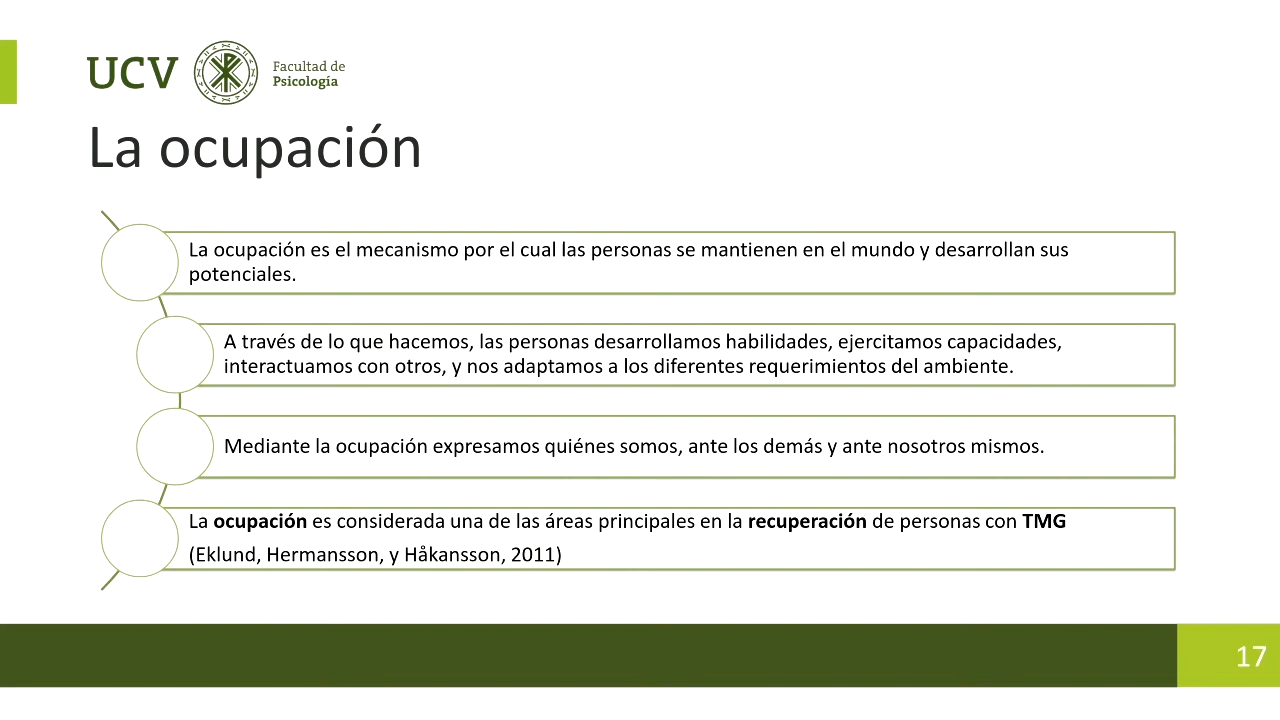 UCV
Facultad de
Psicología
La ocupación
La ocupación es el mecanismo por el cual las personas se mantienen en el mundo y desarrollan sus
potenciales.
A través de lo que hacemos, las personas desarrollamos habilidades, ejercitamos capacidades,
interactuamos con otros, y nos adaptamos a los diferentes requerimientos del ambiente.
Mediante la ocupación expresamos quiénes somos, ante los demás y ante nosotros mismos.
La ocupación es considerada una de las áreas principales en la recuperación de personas con TMG
(Eklund, Hermansson, y Håkansson, 2011)
17